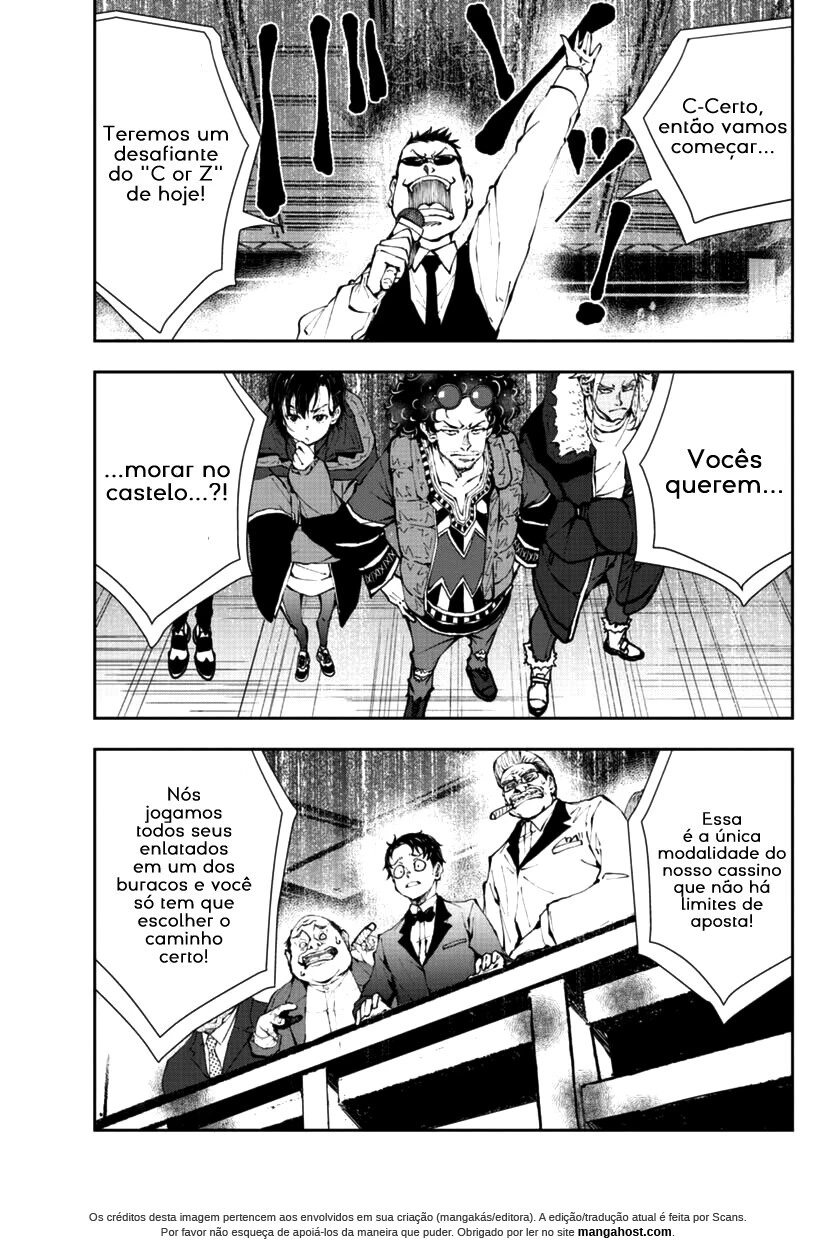 C-Certo,
então vamos
começar...
Teremos um
desafiante
do "C or Z"
de hoje!
Vocês
querem...
...morar no
castelo...?!
Essa
é a única
modalidade do
nosso cassino
que não há
limites de
aposta!
Nós
jogamos
todos seus
enlatados
em um dos
buracos e você
só tem que
escolher o
caminho
certo!
Os créditos desta imagem pertencem aos envolvidos em sua criação (mangakás/editora). A edição/tradução atual é feita por Scans.
Por favor não esqueça de apoiá-los da maneira que puder. Obrigado por ler no site mangahost.com.